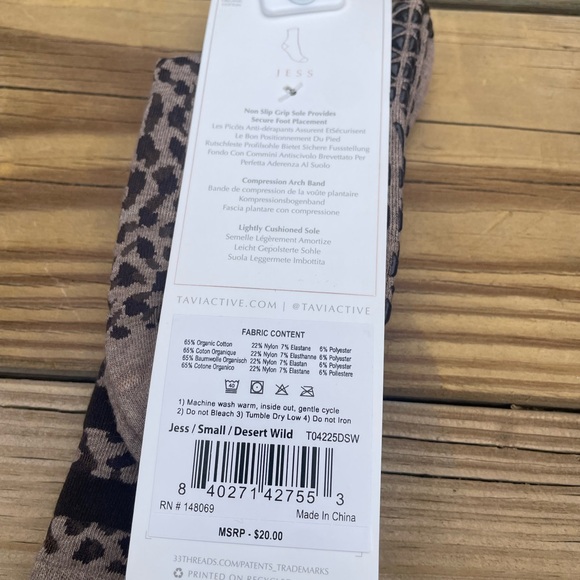 JESS
Non Slip Grip Sole Provides
Secure Foot Placement
Les Picôts Anti-dérapants Assurent EtSécurisent
Le Bon Positionnement Du Pied
Rutschfeste Profilsohle Bietet Sichere Fussstellung
Fondo Con Gommini Antiscivolo Brevettato Per
Perfetta Aderenza Al Suolo
Compression Arch Band
Bande de compression de la voûte plantaire
Kompressionsbogenband
Fascia plantare con compressione
Lightly Cushioned Sole
Semelle Légèrement Amortize
Leicht Gepolsterte Sohle
Suola Leggermete Imbottita
TAVIACTIVE.COM | @TAVIACTIVE
FABRIC CONTENT
65% Organic Cotton 22% Nylon 7% Elastane 6% Polyester
65% Coton Organique 22% Nylon 7% Elasthanne 6% Polyester
65% Baumwolle Organisch 22% Nylon 7% Elastan 6% Polyester
65% Cotone Organico 22% Nylon 7% Elastane 6% Poliestere
40
1) Machine wash warm, inside out, gentle cycle
2) Do not Bleach 3) Tumble Dry Low 4) Do not Iron
Jess / Small / Desert Wild T04225DSW
8 40271 42755 3
RN # 148069 Made In China
MSRP - $20.00
33THREADS.COM/PATENTS_TRADEMARKS
PRINTED ON RECYCLED